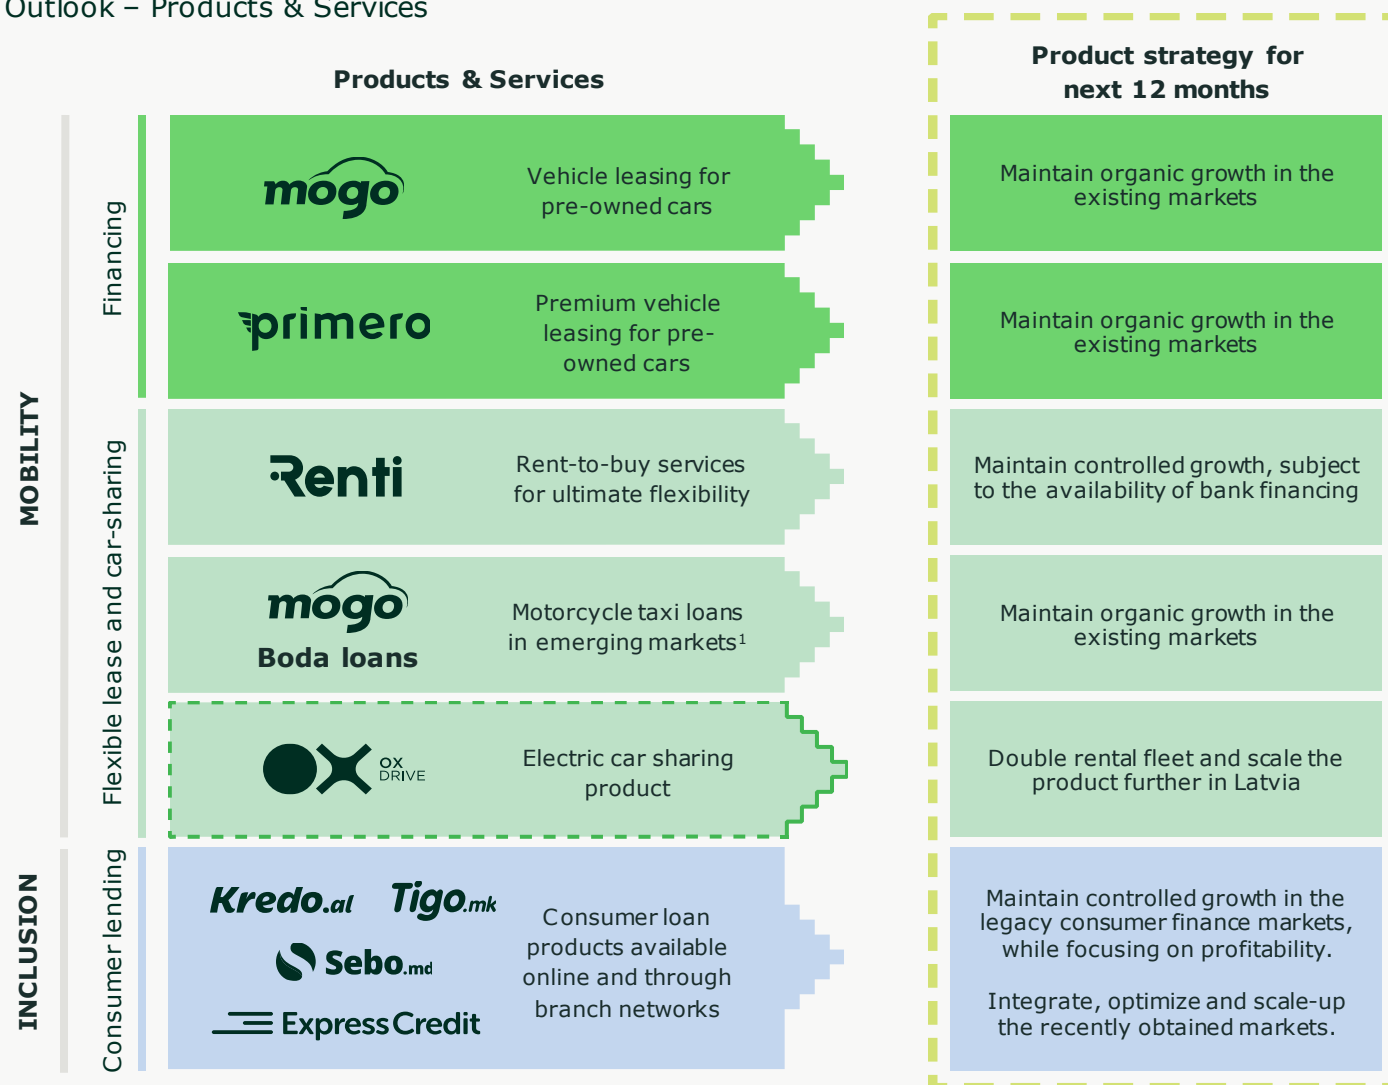 Outlook – Products & Services
Products & Services
Product strategy for
next 12 months
MOBILITY
Financing
mogo
Vehicle leasing for
pre-owned cars
Maintain organic growth in the
existing markets
primero
Premium vehicle
leasing for pre-
owned cars
Maintain organic growth in the
existing markets
Flexible lease and car-sharing
Renti
Rent-to-buy services
for ultimate flexibility
Maintain controlled growth, subject
to the availability of bank financing
mogo
Boda loans
Motorcycle taxi loans
in emerging markets¹
Maintain organic growth in the
existing markets
OX
DRIVE
Electric car sharing
product
Double rental fleet and scale the
product further in Latvia
INCLUSION
Consumer lending
Kredo.al
Tigo.mk
Sebo.md
Express Credit
Consumer loan
products available
online and through
branch networks
Maintain controlled growth in the
legacy consumer finance markets,
while focusing on profitability.
Integrate, optimize and scale-up
the recently obtained markets.